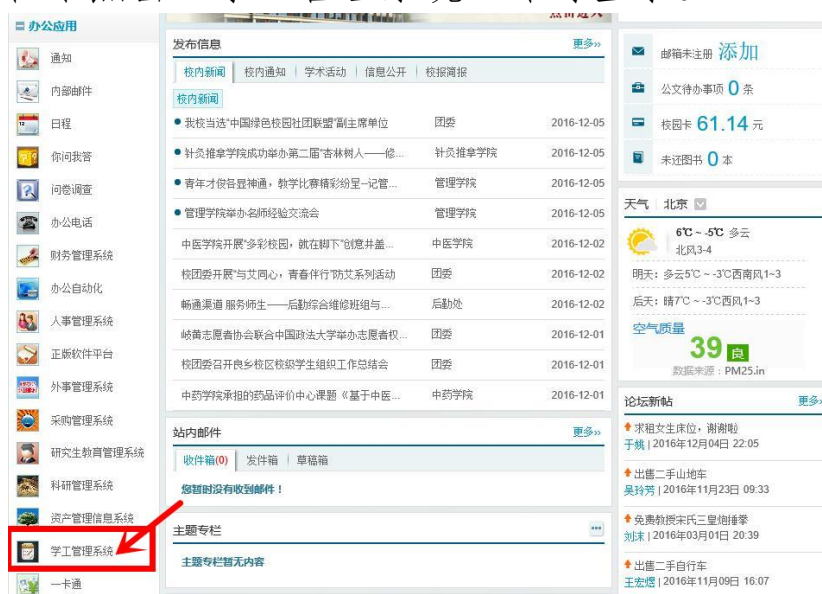 办公应用
通知
内部邮件
日程
你问我答
问卷调查
办公电话
财务管理系统
办公自动化
人事管理系统
正版软件平台
外事管理系统
采购管理系统
研究生教育管理系统
科研管理系统
资产管理信息系统
学工管理系统
一卡通
发布信息 更多»
校内新闻 校内通知 学术活动 信息公开 校报简报
校内新闻
我校当选"中国绿色校园社团联盟"副主席单位 团委 2016-12-05
针灸推拿学院成功举办第二届"杏林树人——修... 针灸推拿学院 2016-12-05
青年才俊各显神通，教学比赛精彩纷呈–记管... 管理学院 2016-12-05
管理学院举办名师经验交流会 管理学院 2016-12-05
中医学院开展"多彩校园，就在脚下"创意井盖... 中医学院 2016-12-02
校团委开展"与艾同心，青春伴行"防艾系列活动 团委 2016-12-02
畅通渠道 服务师生——后勤综合维修班组与... 后勤处 2016-12-02
岐黄志愿者协会联合中国政法大学举办志愿者权... 团委 2016-12-01
校团委召开良乡校区校级学生组织工作总结会 团委 2016-12-01
中药学院承担的药品评价中心课题《基于中医... 中药学院 2016-12-01
站内邮件 更多»
收件箱(0) 发件箱 草稿箱
您暂时没有收到邮件！
主题专栏
主题专栏暂无内容
邮箱未注册 添加
公文待办事项 0 条
校园卡 61.14 元
未还图书 0 本
天气 北京
6℃ ~ -5℃ 多云
北风3-4
明天：多云5℃ ~ -3℃西南风1~3
后天：晴7℃ ~ -3℃西风1~3
空气质量
39 良
数据来源：PM25.in
论坛新帖 更多»
求租女生床位，谢谢啦
于姚 | 2016年12月04日 22:05
出售二手山地车
吴玲芳 | 2016年11月23日 09:33
免费教授宋氏三皇炮捶拳
刘末 | 2016年03月01日 20:39
出售二手自行车
王宏煜 | 2016年11月09日 16:07